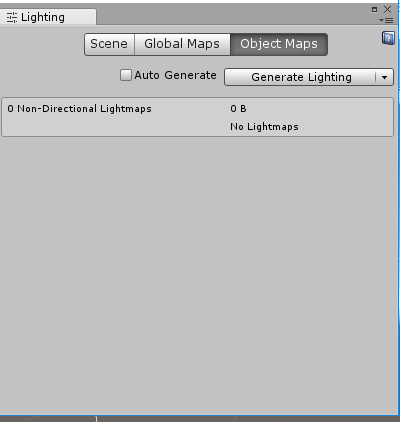 Lighting
Scene Global Maps Object Maps
Auto Generate Generate Lighting
0 Non-Directional Lightmaps 0 B
No Lightmaps